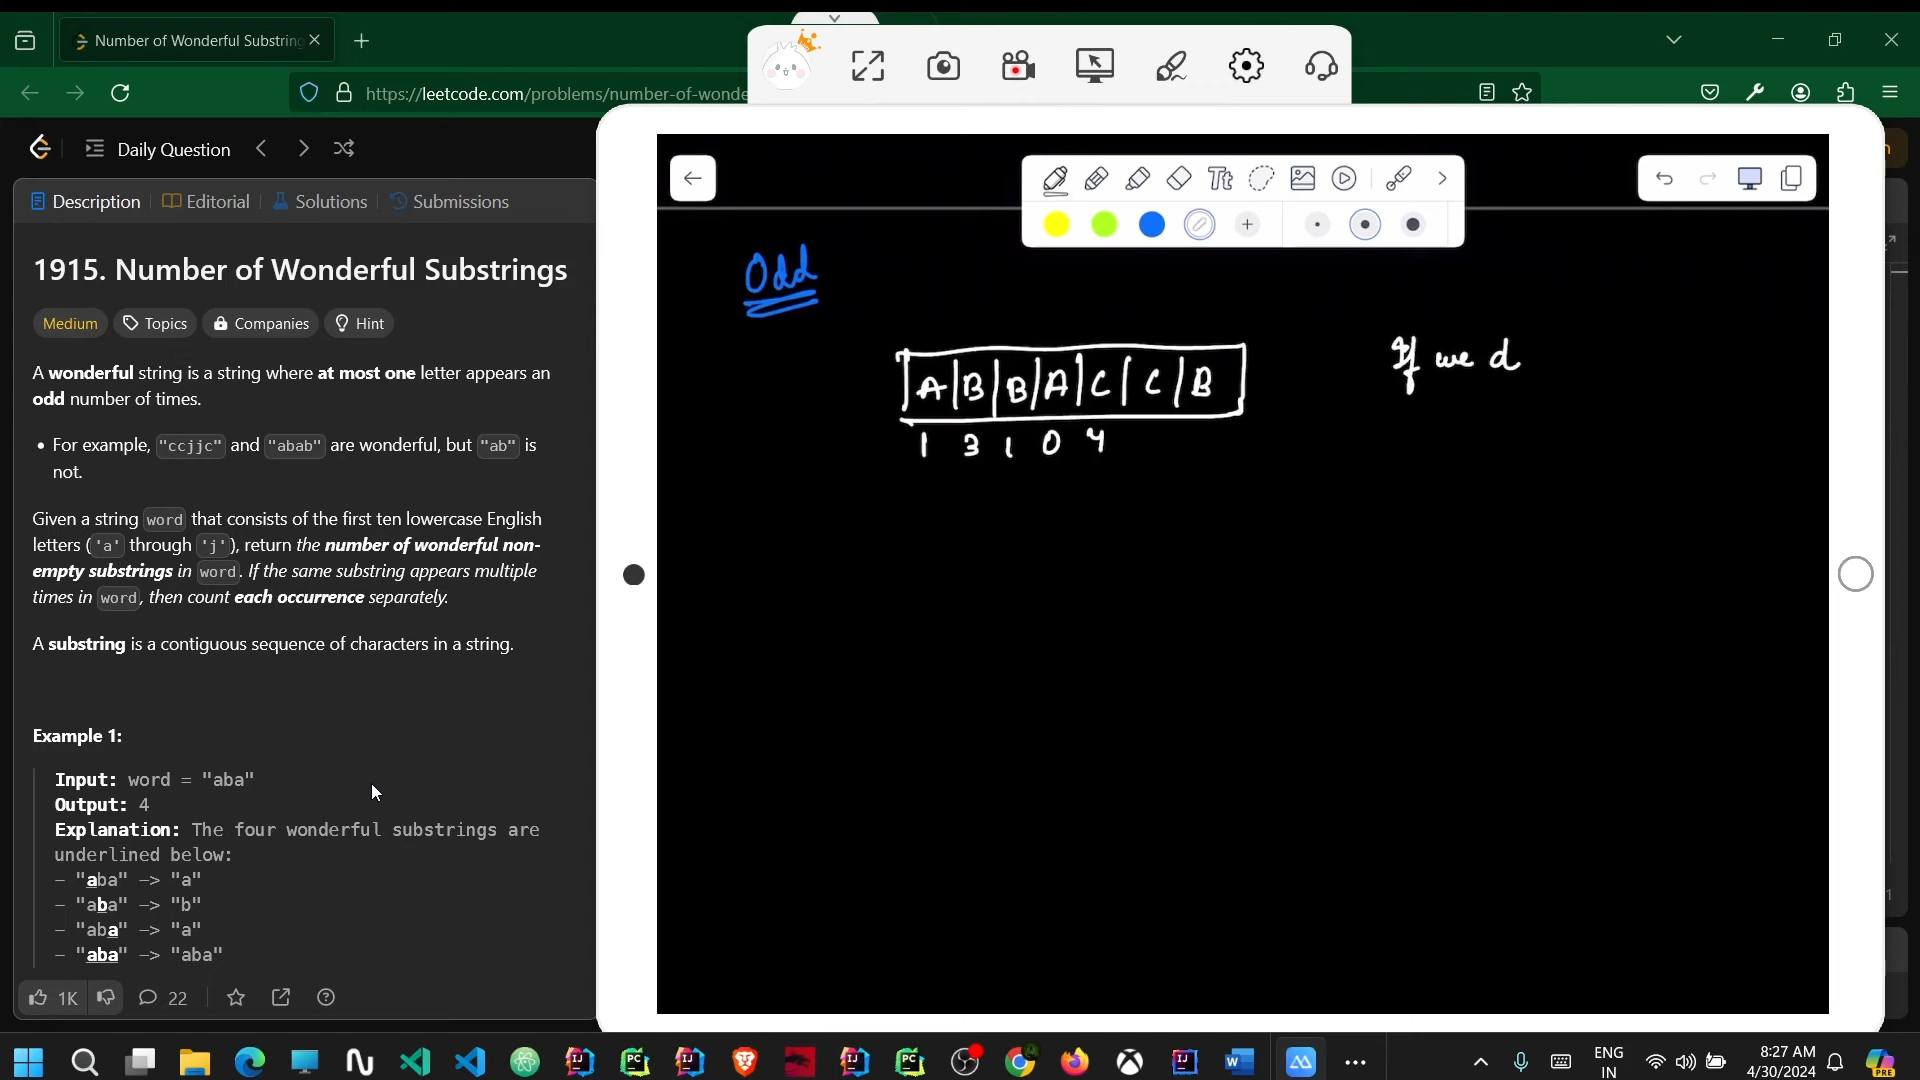 Number of Wonderful Substring
https://leetcode.com/problems/number-of-wonde
Daily Question
Description
Editorial
Solutions
Submissions
1915. Number of Wonderful Substrings
Medium
Topics
Companies
Hint
A wonderful string is a string where at most one letter appears an
odd number of times.
• For example, "ccjjc" and "abab" are wonderful, but "ab" is
not.
Given a string word that consists of the first ten lowercase English
letters ('a' through 'j'), return the number of wonderful non-
empty substrings in word. If the same substring appears multiple
times in word, then count each occurrence separately.
A substring is a contiguous sequence of characters in a string.
Example 1:
Input: word = "aba"
Output: 4
Explanation: The four wonderful substrings are
underlined below:
- "aba" -> "a"
- "aba" -> "b"
- "aba" -> "a"
- "aba" -> "aba"
1K
22
Tt
Odd
A B B A C C B
1 3 1 0 4
If we d
ENG
IN
8:27 AM
4/30/2024